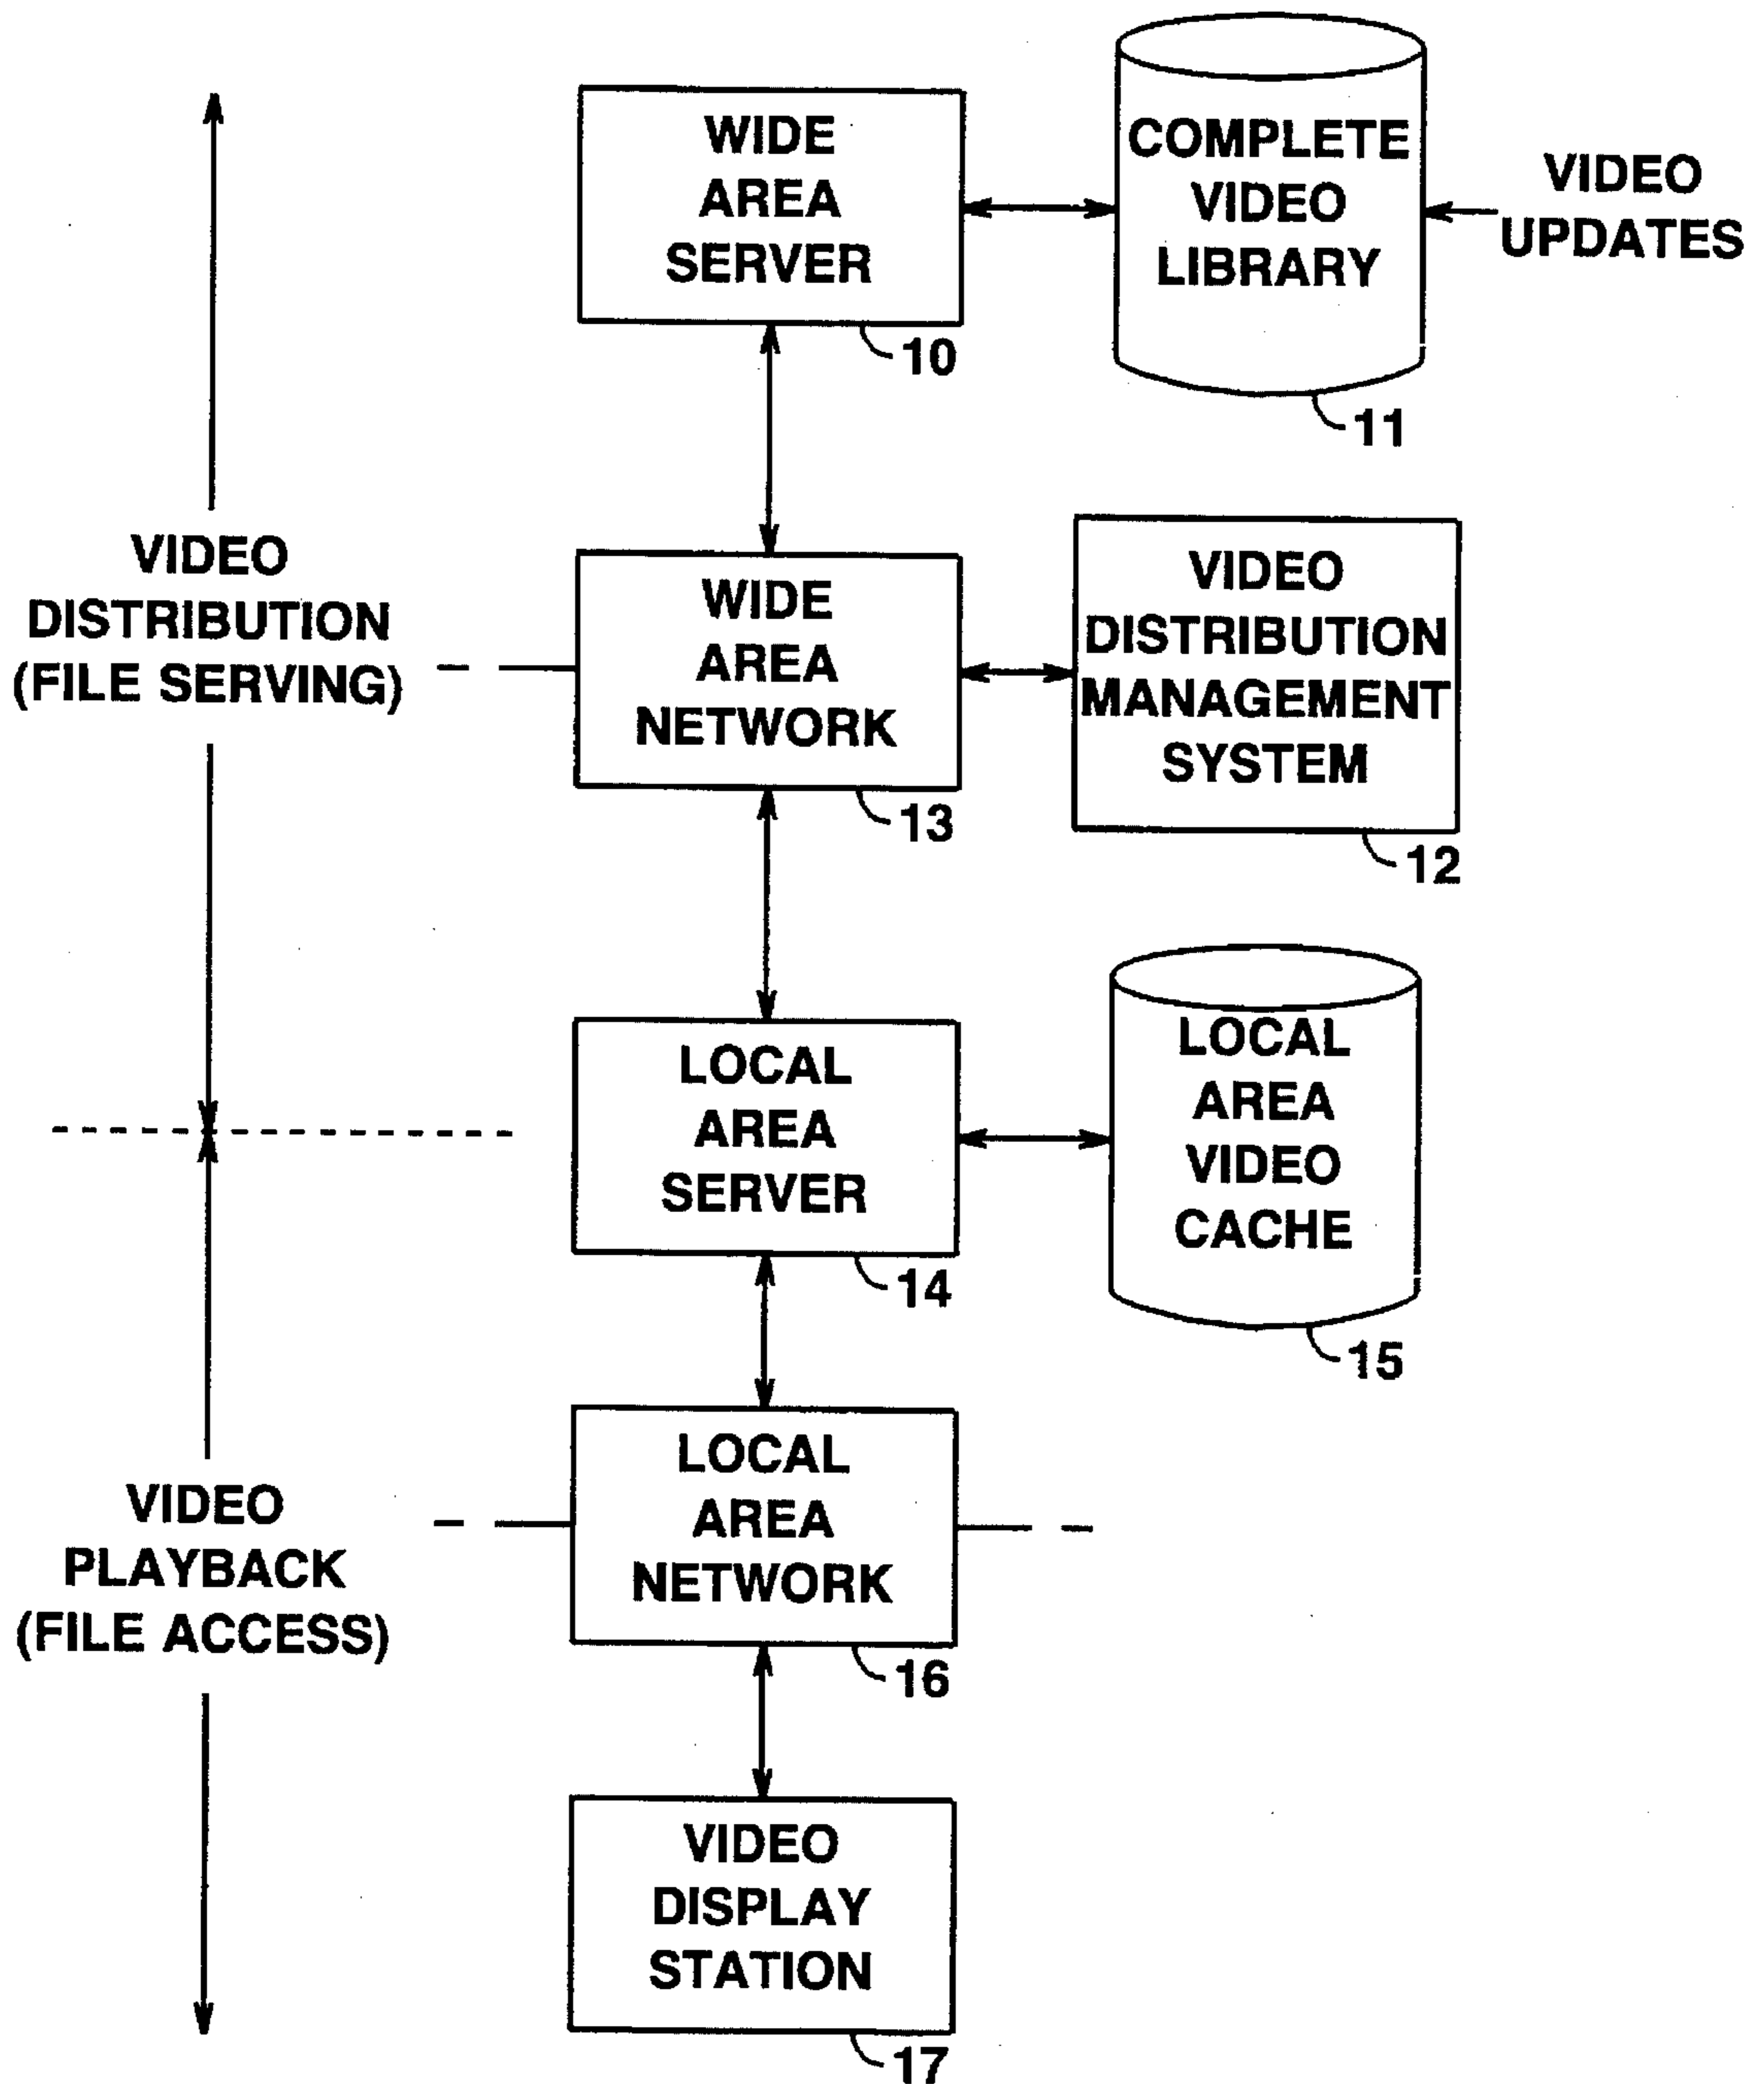 WIDE
AREA
SERVER
10
COMPLETE
VIDEO
LIBRARY
11
VIDEO
UPDATES
VIDEO
DISTRIBUTION
(FILE SERVING)
WIDE
AREA
NETWORK
13
VIDEO
DISTRIBUTION
MANAGEMENT
SYSTEM
12
LOCAL
AREA
SERVER
14
LOCAL
AREA
VIDEO
CACHE
15
VIDEO
PLAYBACK
(FILE ACCESS)
LOCAL
AREA
NETWORK
16
VIDEO
DISPLAY
STATION
17